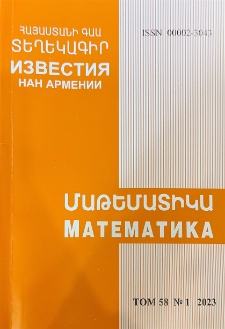 ՀԱՅԱՍՏԱՆԻ ԳԱԱ
ՏԵՂԵԿԱԳԻՐ
ИЗВЕСТИЯ
НАН АРМЕНИИ
ISSN 00002-3043
ՄԱԹԵՄԱՏԻԿԱ
МАТЕМАТИКА
ТОМ 58 № 1 2023